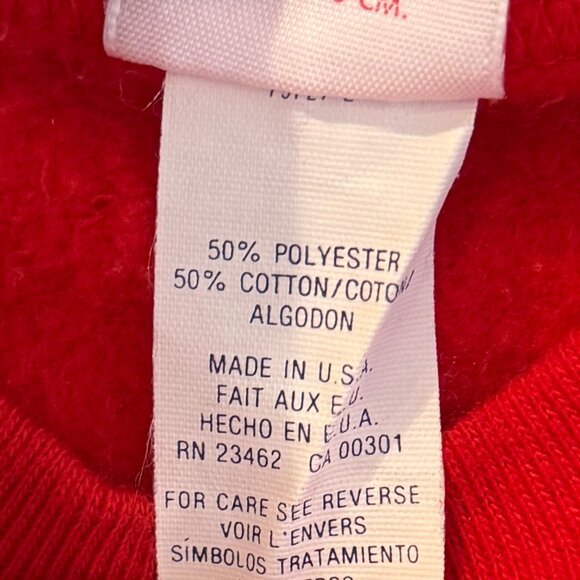 CM.
50% POLYESTER
50% COTTON/COTON
ALGODON
MADE IN U.S.A.
FAIT AUX E.U.
HECHO EN E.U.A.
RN 23462 CA 00301
FOR CARE SEE REVERSE
VOIR L'ENVERS
SÍMBOLOS TRATAMIENTO